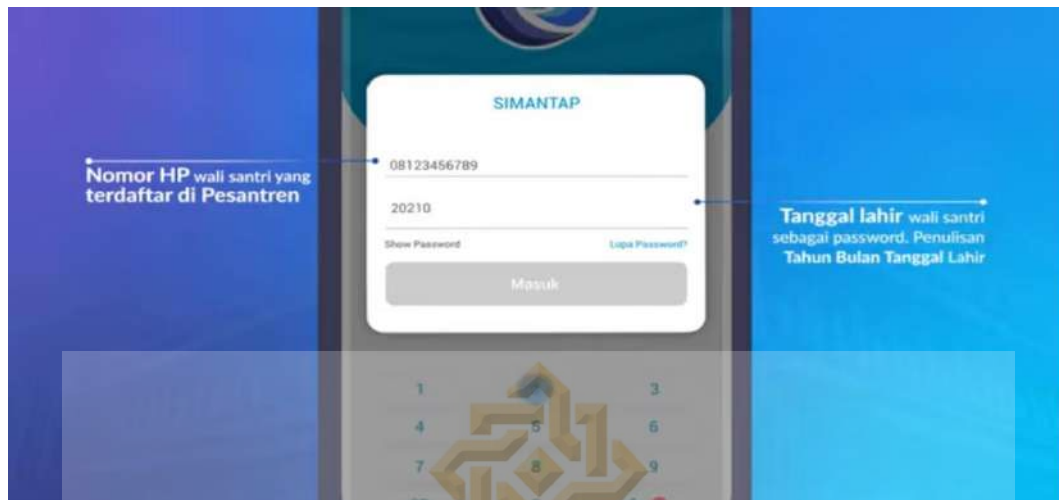 SIMANTAP
08123456789
Nomor HP wali santri yang
terdaftar di Pesantren
20210
Tanggal lahir wali santri
sebagai password. Penulisan
Tahun Bulan Tanggal Lahir
Show Password
Lupa Password?
Masuk
1
3
4
5
6
7
8
9